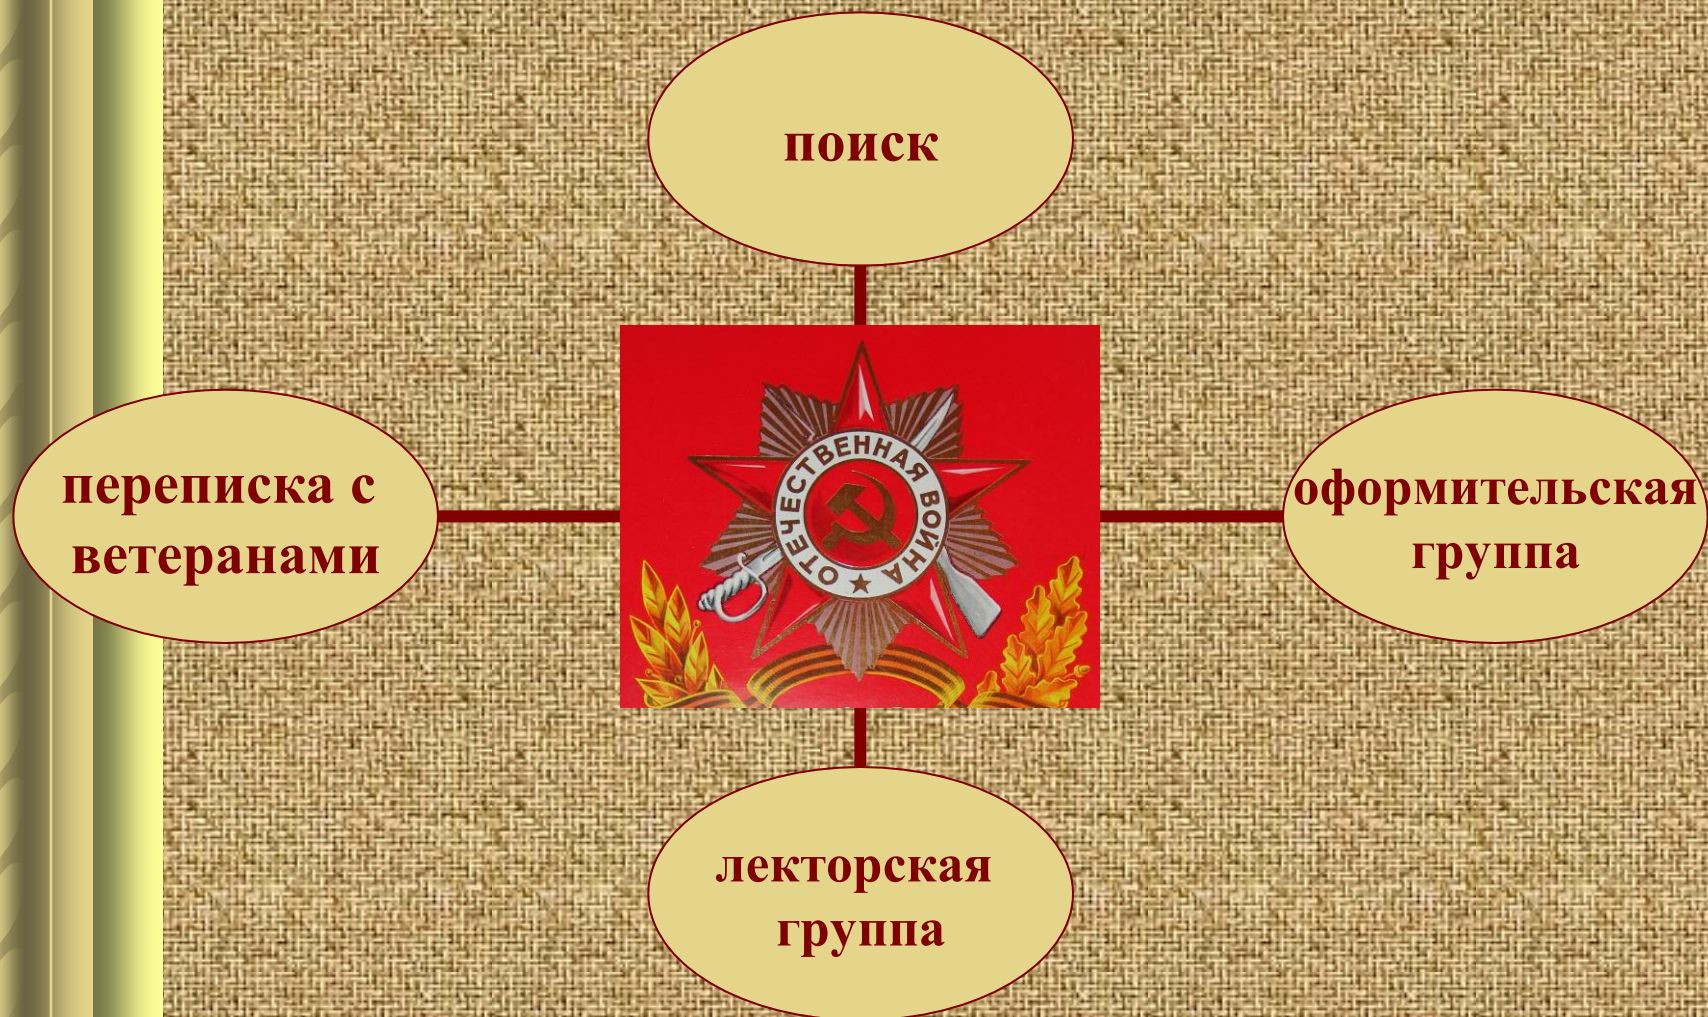 поиск
ОТЕЧЕСТВЕННАЯ ВОЙНА
переписка с
ветеранами
оформительская
группа
лекторская
группа